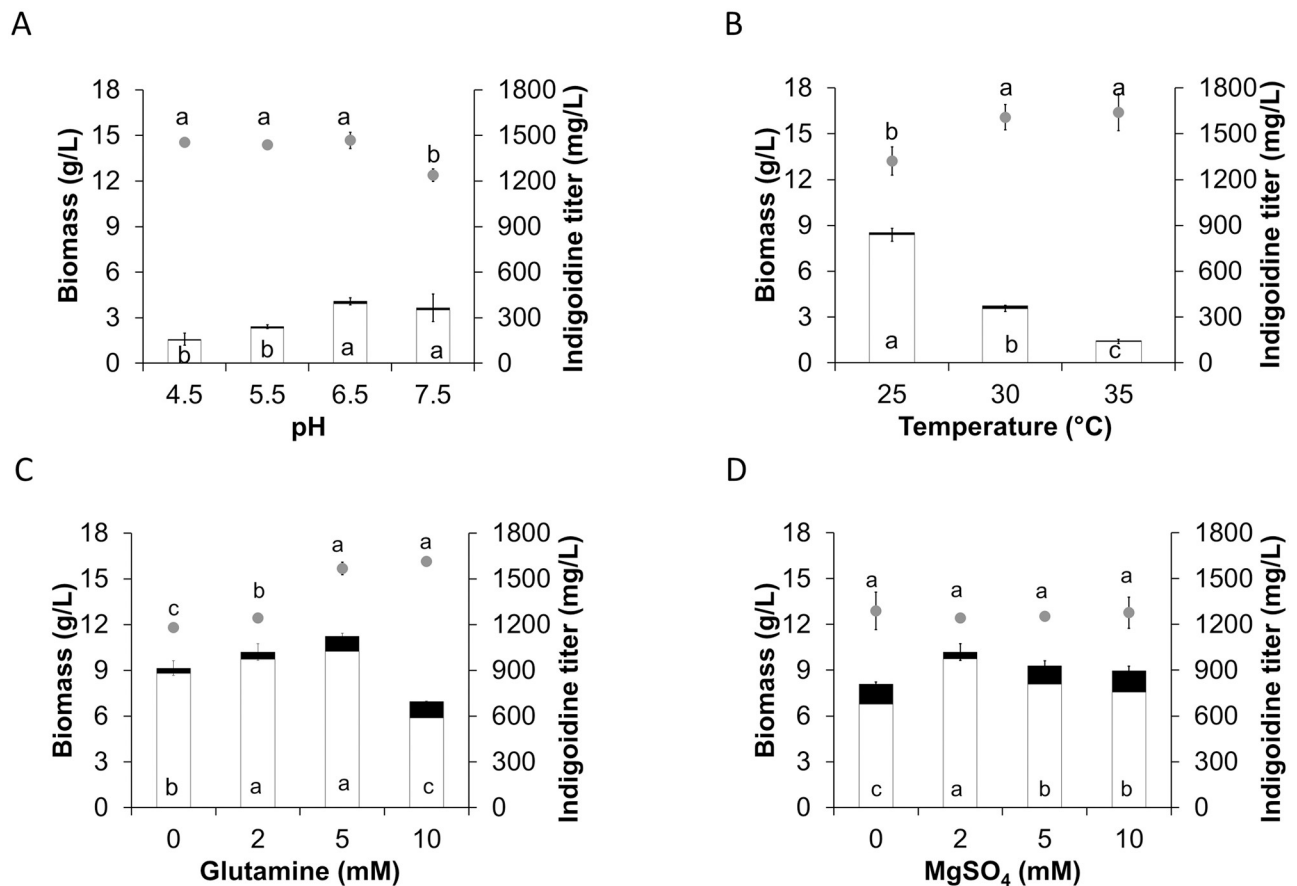 A
Biomass (g/L)
18
15
12
9
6
3
0
a
a
a
b
b
b
a
a
4.5
5.5
6.5
7.5
pH
1800
1500
1200
900
600
300
0
Indigoidine titer (mg/L)
B
Biomass (g/L)
18
15
12
9
6
3
0
b
a
a
a
b
c
25
30
35
Temperature (°C)
1800
1500
1200
900
600
300
0
Indigoidine titer (mg/L)
C
Biomass (g/L)
18
15
12
9
6
3
0
c
b
a
a
b
a
a
c
0
2
5
10
Glutamine (mM)
1800
1500
1200
900
600
300
0
Indigoidine titer (mg/L)
D
Biomass (g/L)
18
15
12
9
6
3
0
a
a
a
a
c
a
b
b
0
2
5
10
MgSO₄ (mM)
1800
1500
1200
900
600
300
0
Indigoidine titer (mg/L)